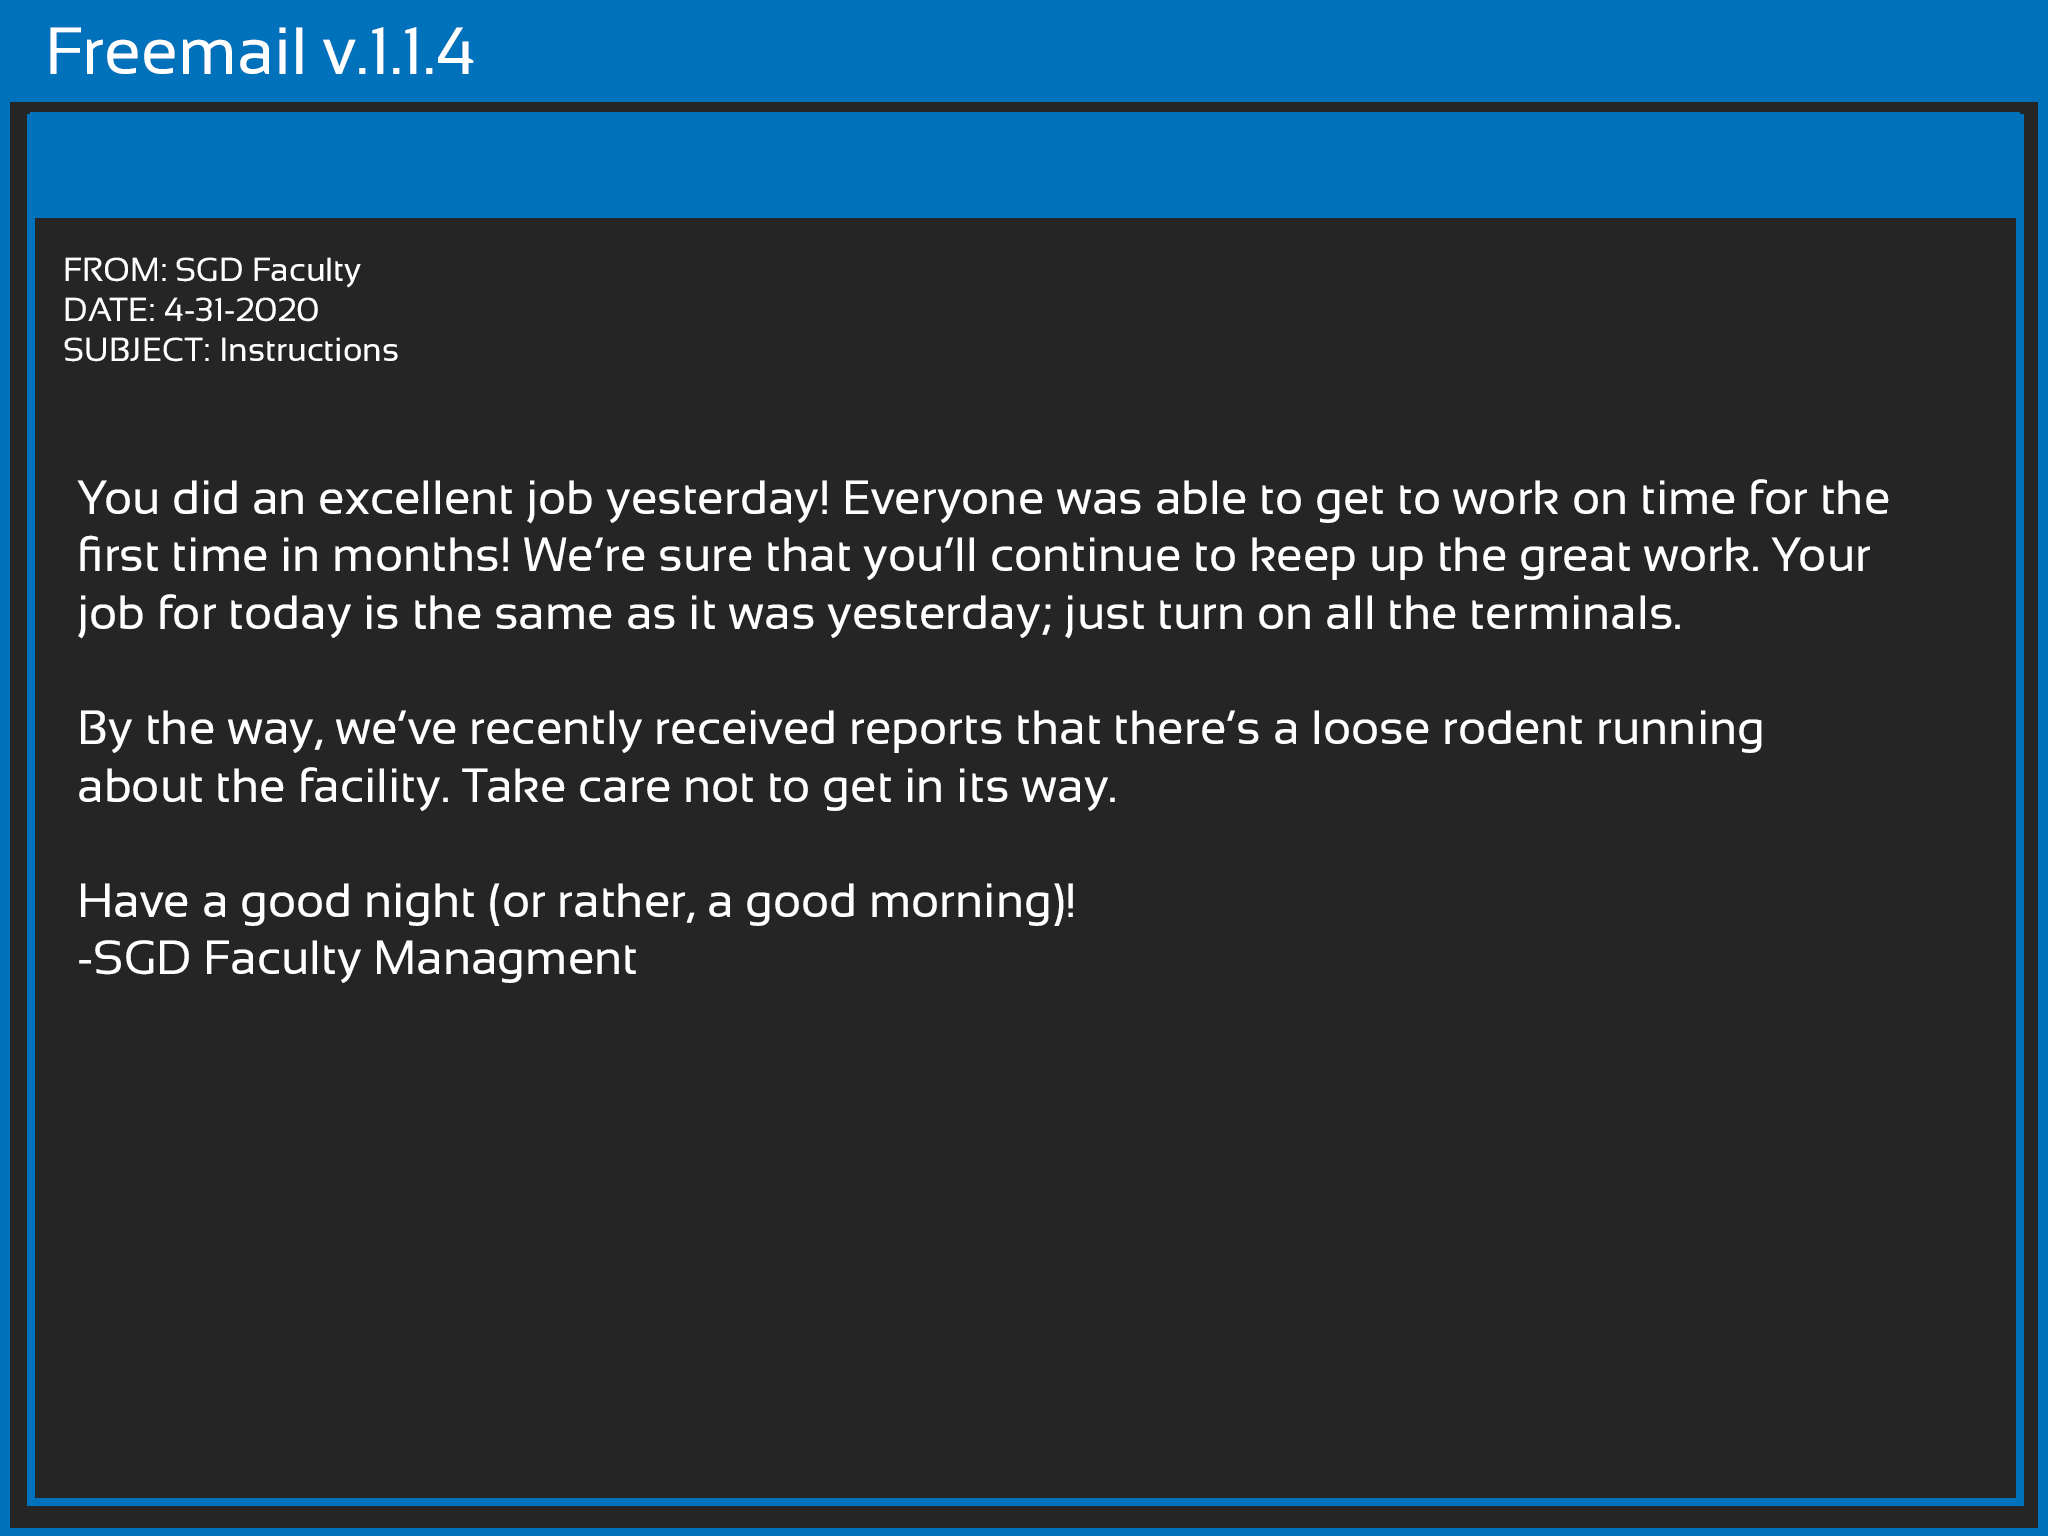 Freemail v.1.1.4
FROM: SGD Faculty
DATE: 4-31-2020
SUBJECT: Instructions
You did an excellent job yesterday! Everyone was able to get to work on time for the
first time in months! We’re sure that you’ll continue to keep up the great work. Your
job for today is the same as it was yesterday; just turn on all the terminals.
By the way, we’ve recently received reports that there’s a loose rodent running
about the facility. Take care not to get in its way.
Have a good night (or rather, a good morning)!
-SGD Faculty Managment